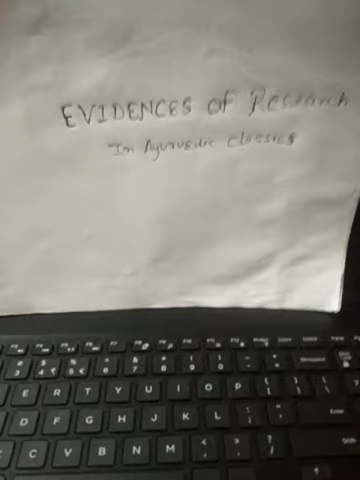 EVIDENCES OF Research
In Ayurvedic Classics
E R T Y U I O P
D F G H J K L
C V B N M